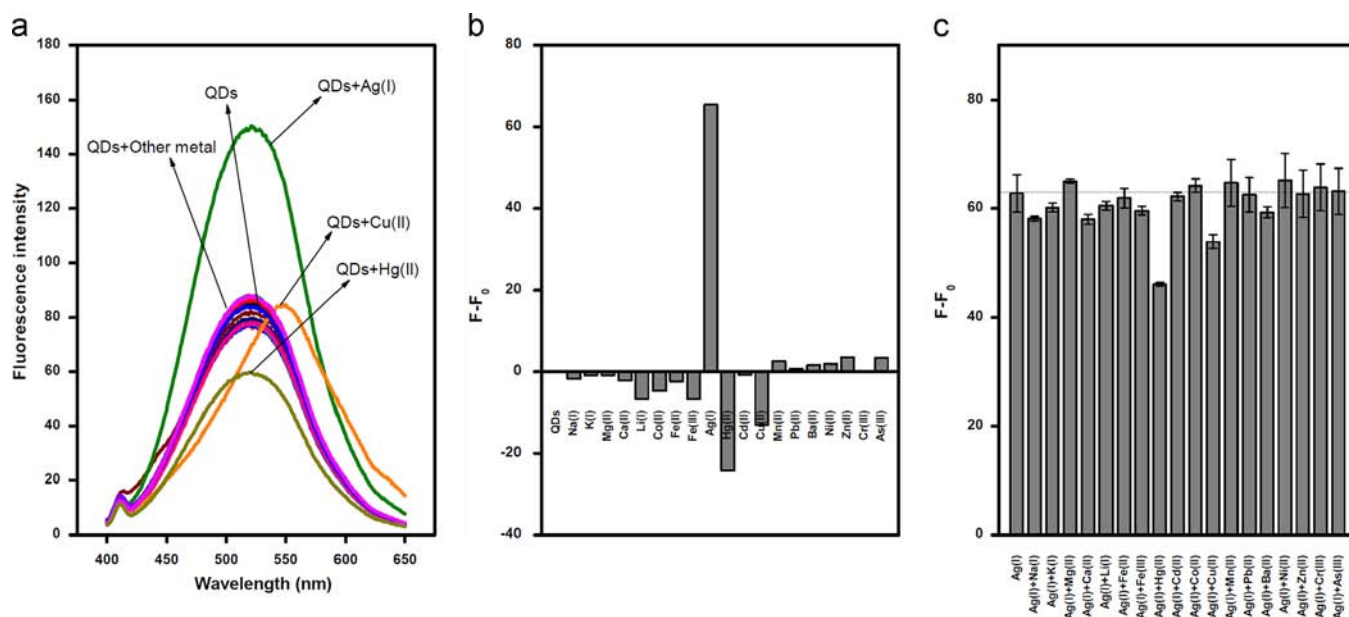 a
180
160
140
120
100
80
60
40
20
0
Fluorescence intensity
QDs
QDs+Ag(I)
QDs+Other metal
QDs+Cu(II)
QDs+Hg(II)
400
450
500
550
600
650
Wavelength (nm)
b
80
60
40
20
0
-20
-40
F-F0
QDs
Na(I)
K(I)
Mg(II)
Ca(II)
Li(I)
Co(II)
Fe(II)
Fe(III)
Ag(I)
Hg(II)
Cd(II)
Cu(II)
Mn(II)
Pb(II)
Ba(II)
Ni(II)
Zn(II)
Cr(III)
As(III)
c
80
60
40
20
0
F-F0
Ag(I)
Ag(I)+Na(I)
Ag(I)+K(I)
Ag(I)+Mg(II)
Ag(I)+Ca(II)
Ag(I)+Li(I)
Ag(I)+Fe(II)
Ag(I)+Fe(III)
Ag(I)+Hg(II)
Ag(I)+Cd(II)
Ag(I)+Co(II)
Ag(I)+Cu(II)
Ag(I)+Mn(II)
Ag(I)+Pb(II)
Ag(I)+Ba(II)
Ag(I)+Ni(II)
Ag(I)+Zn(II)
Ag(I)+Cr(III)
Ag(I)+As(III)